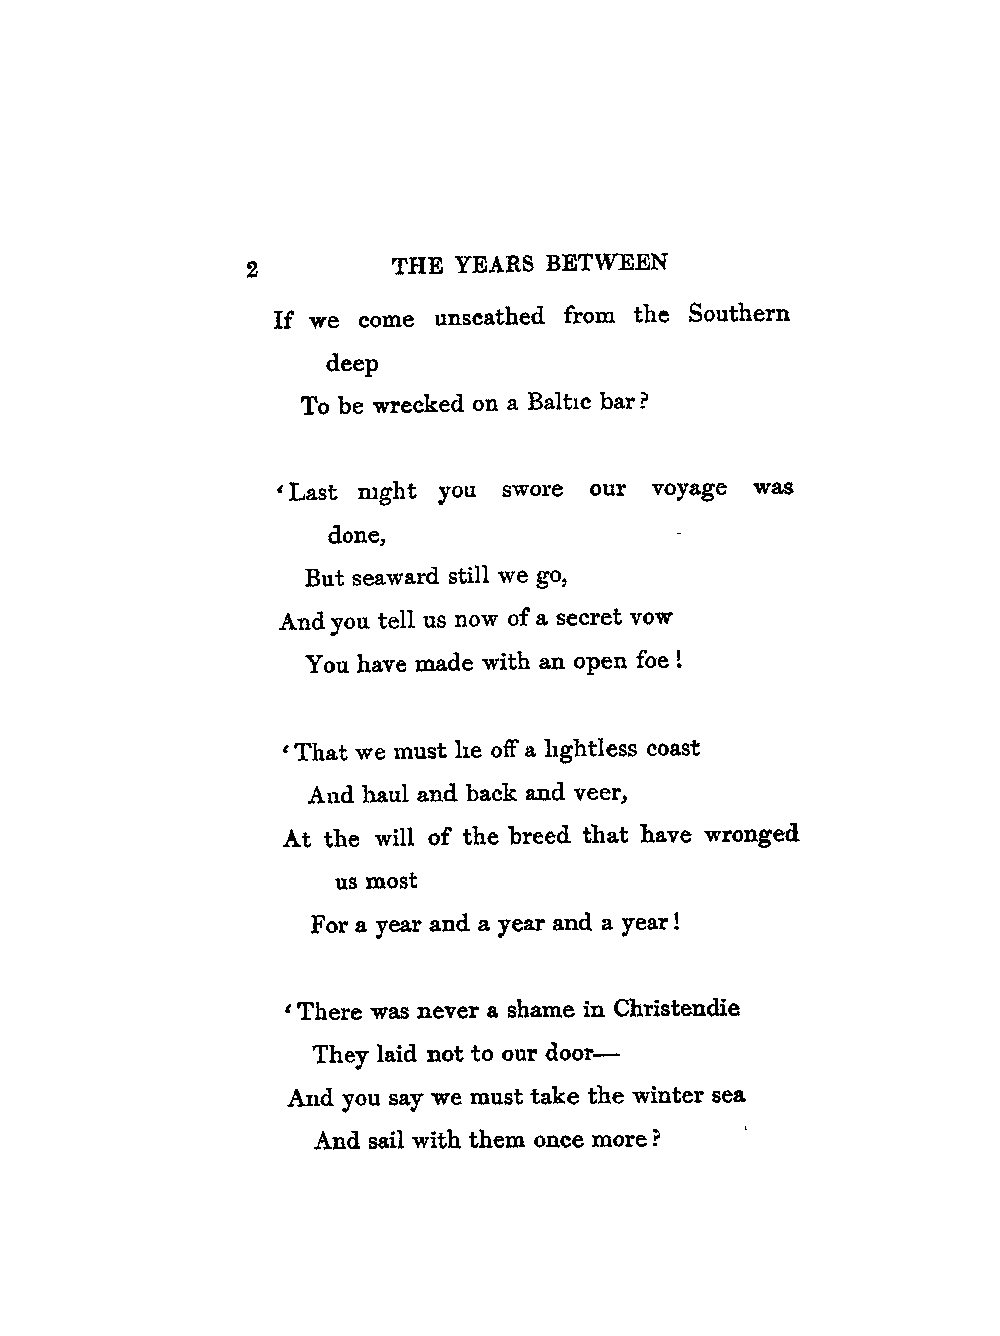 2 THE YEARS BETWEEN
If we come unscathed from the Southern
deep
To be wrecked on a Baltic bar?
‘Last night you swore our voyage was
done,
But seaward still we go,
And you tell us now of a secret vow
You have made with an open foe!
‘That we must lie off a lightless coast
And haul and back and veer,
At the will of the breed that have wronged
us most
For a year and a year and a year!
‘There was never a shame in Christendie
They laid not to our door—
And you say we must take the winter sea
And sail with them once more?